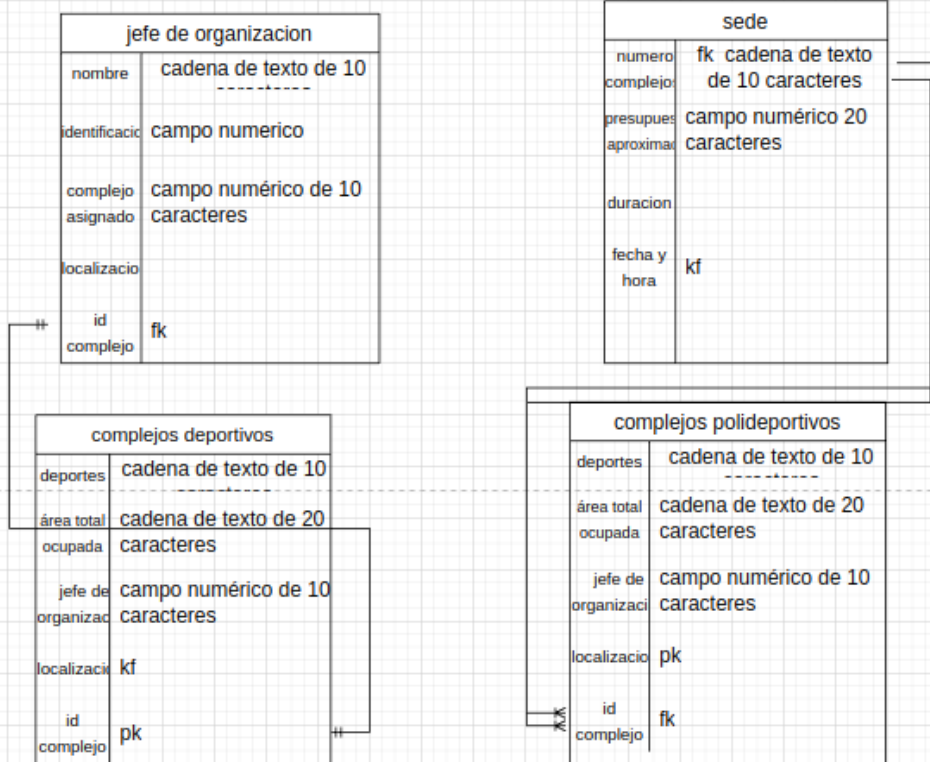 jefe de organizacion
nombre
cadena de texto de 10
identificacio
campo numerico
complejo
asignado
campo numérico de 10
caracteres
localizacio
id
complejo
fk
sede
numero
complejos
fk cadena de texto
de 10 caracteres
presupues
aproximad
campo numérico 20
caracteres
duracion
fecha y
hora
kf
complejos deportivos
deportes
cadena de texto de 10
área total
ocupada
cadena de texto de 20
caracteres
jefe de
organizac
campo numérico de 10
caracteres
localizacio
kf
id
complejo
pk
complejos polideportivos
deportes
cadena de texto de 10
área total
ocupada
cadena de texto de 20
caracteres
jefe de
organizaci
campo numérico de 10
caracteres
localizacio
pk
id
complejo
fk